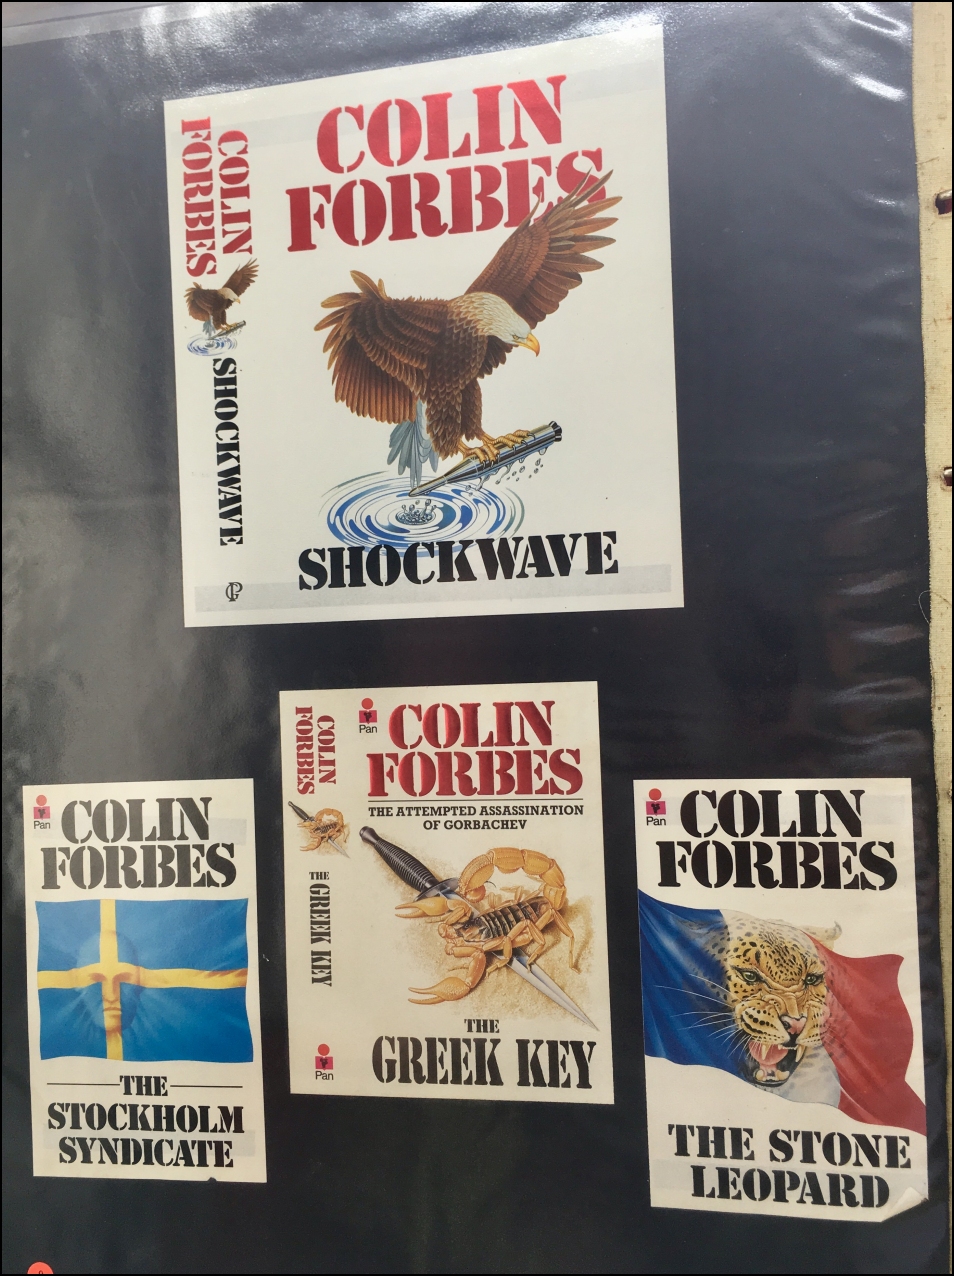 COLIN
FORBES
COLIN
FORBES
SHOCKWAVE
SHOCKWAVE
Pan
COLIN
FORBES
THE
STOCKHOLM
SYNDICATE
COLIN
FORBES
THE
GREEK KEY
Pan
Pan
COLIN
FORBES
THE ATTEMPTED ASSASSINATION
OF GORBACHEV
THE
GREEK KEY
Pan
COLIN
FORBES
THE STONE
LEOPARD